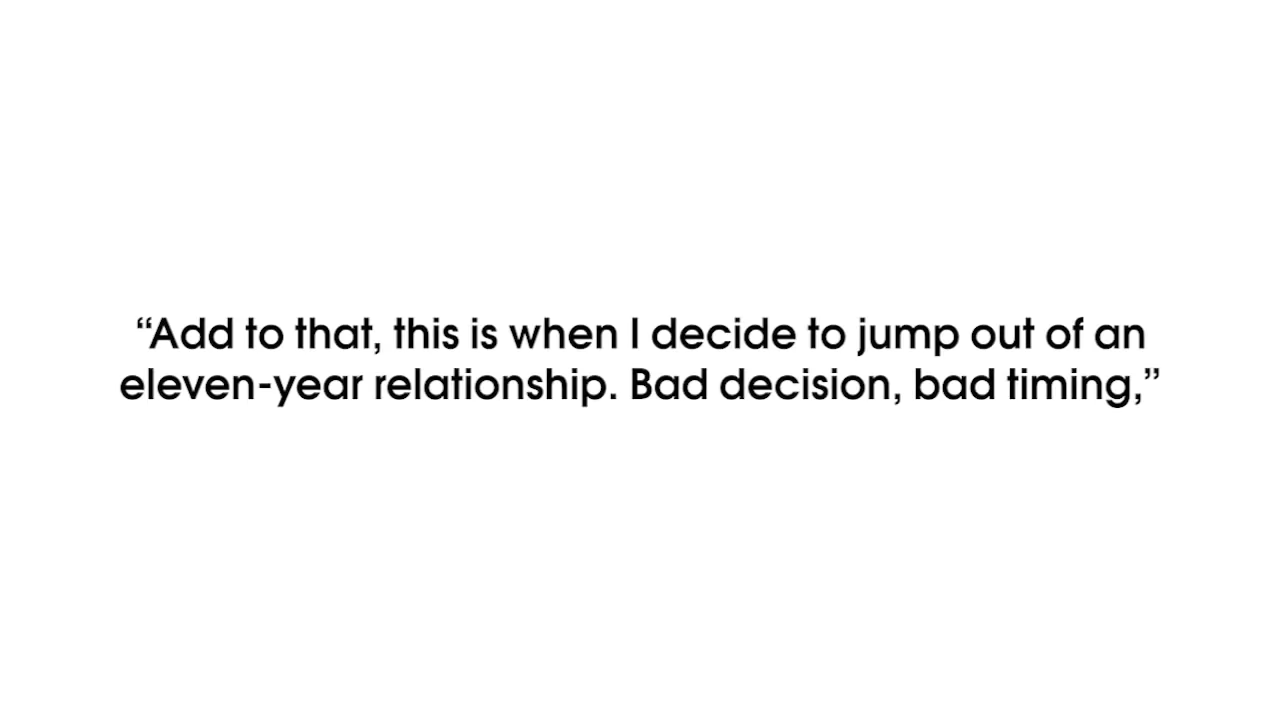 “Add to that, this is when I decide to jump out of an
eleven-year relationship. Bad decision, bad timing,”